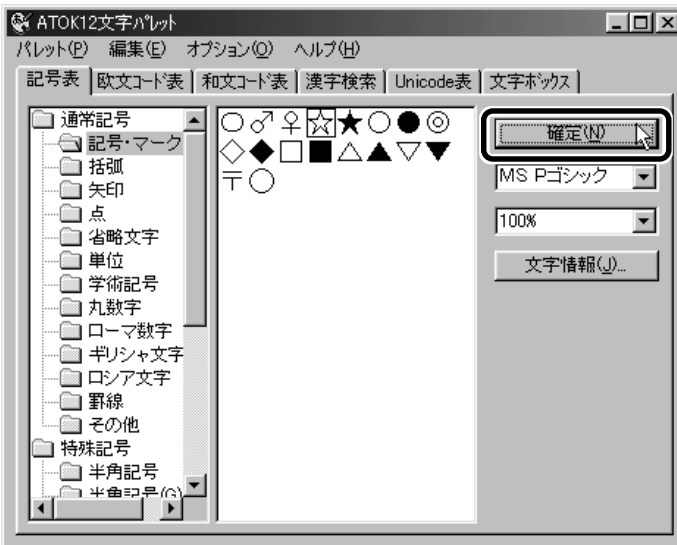 ATOK12文字パレット
パレット(P) 編集(E) オプション(O) ヘルプ(H)
記号表 欧文コード表 和文コード表 漢字検索 Unicode表 文字ボックス
通常記号
記号・マーク
括弧
矢印
点
省略文字
単位
学術記号
丸数字
ローマ数字
ギリシャ文字
ロシア文字
罫線
その他
特殊記号
半角記号
半角記号(G)
○♂♀☆★○●◎
◇◆□■△▲▽▼
〒○
確定(N)
MS Pゴシック
100%
文字情報(J)...